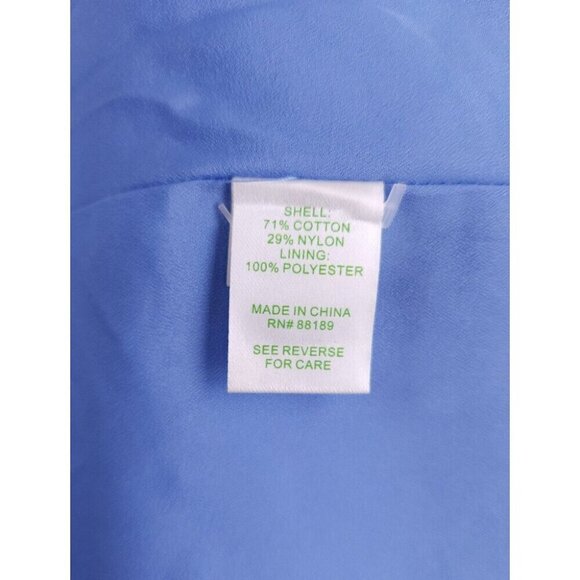 SHELL:
71% COTTON
29% NYLON
LINING:
100% POLYESTER
MADE IN CHINA
RN# 88189
SEE REVERSE
FOR CARE